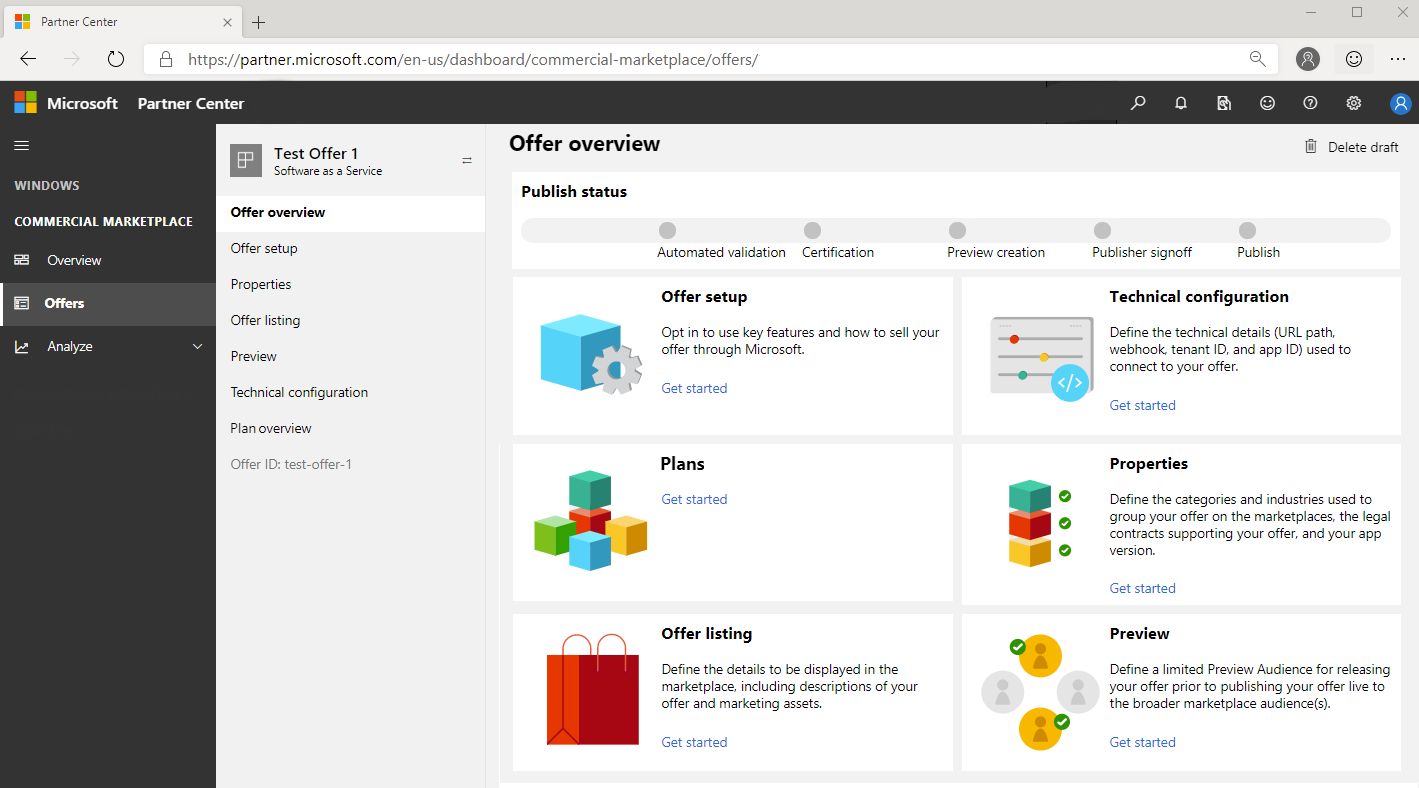 Partner Center
https://partner.microsoft.com/en-us/dashboard/commercial-marketplace/offers/
Microsoft Partner Center
WINDOWS
COMMERCIAL MARKETPLACE
Overview
Offers
Analyze
Test Offer 1
Software as a Service
Offer overview
Offer setup
Properties
Offer listing
Preview
Technical configuration
Plan overview
Offer ID: test-offer-1
Offer overview
Delete draft
Publish status
Automated validation
Certification
Preview creation
Publisher signoff
Publish
Offer setup
Opt in to use key features and how to sell your
offer through Microsoft.
Get started
Technical configuration
Define the technical details (URL path,
webhook, tenant ID, and app ID) used to
connect to your offer.
Get started
Plans
Get started
Properties
Define the categories and industries used to
group your offer on the marketplaces, the legal
contracts supporting your offer, and your app
version.
Get started
Offer listing
Define the details to be displayed in the
marketplace, including descriptions of your
offer and marketing assets.
Get started
Preview
Define a limited Preview Audience for releasing
your offer prior to publishing your offer live to
the broader marketplace audience(s).
Get started